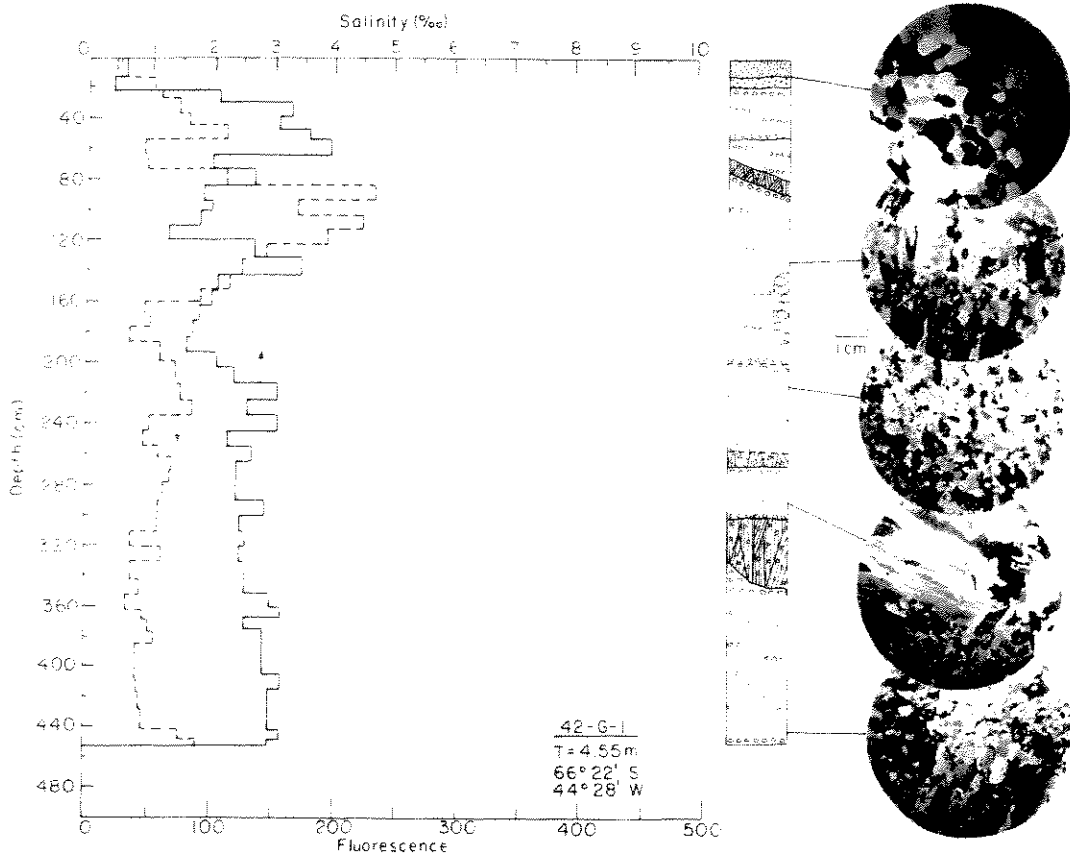 Salinity (‰)
0 1 2 3 4 5 6 7 8 9 10
40
80
120
160
200
240
280
320
360
400
440
480
Depth (cm)
1 cm
42-G-1
T = 4.55 m
66° 22' S
44° 28' W
0 100 200 300 400 500
Fluorescence